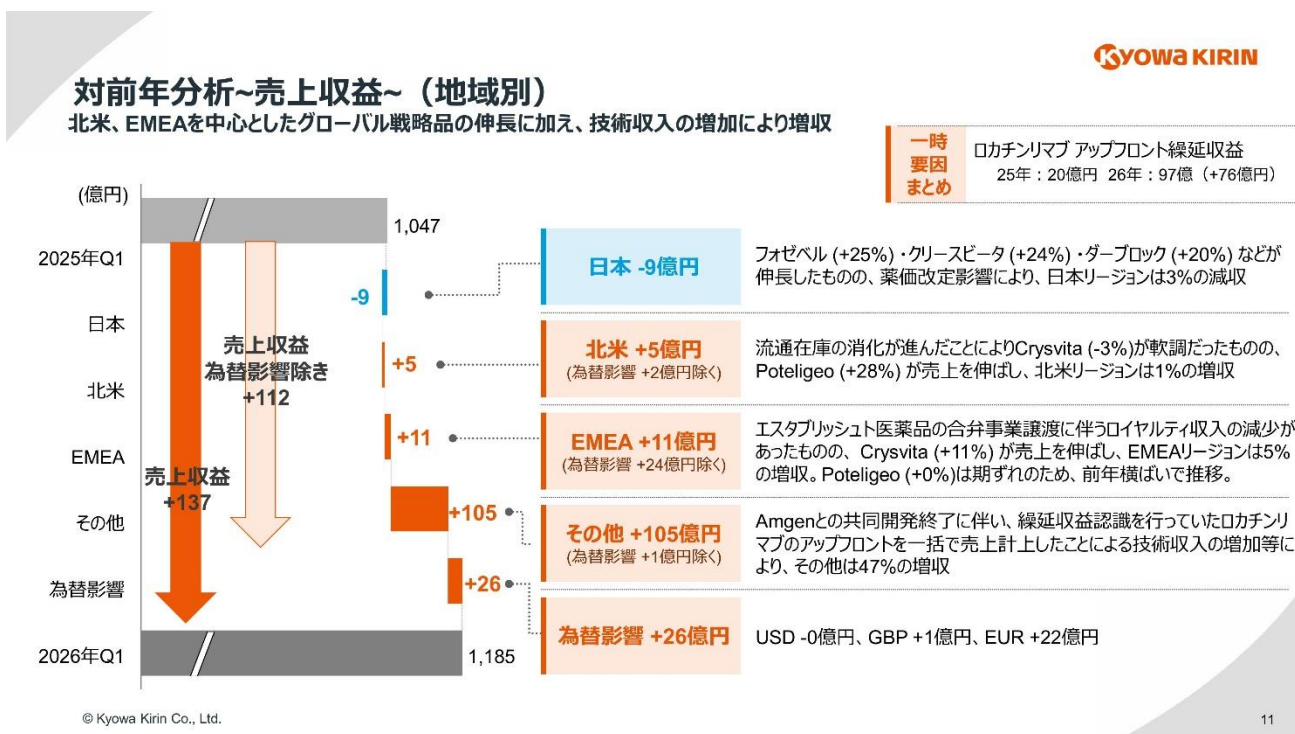 Kyowa KIRIN
対前年分析~売上収益~（地域別）
北米、EMEAを中心としたグローバル戦略品の伸長に加え、技術収入の増加により増収
一時
要因
まとめ
ロカチンリマブ アップフロント繰延収益
25年：20億円 26年：97億（+76億円）
(億円)
1,047
2025年Q1
日本
北米
EMEA
その他
為替影響
2026年Q1
-9
+5
+11
+105
+26
1,185
売上収益
為替影響除き
+112
売上収益
+137
日本 -9億円
フォゼベル (+25%)・クリースビータ (+24%)・ダーブロック (+20%) などが
伸長したものの、薬価改定影響により、日本リージョンは3%の減収
北米 +5億円
(為替影響 +2億円除く)
流通在庫の消化が進んだことによりCrysvita (-3%)が軟調だったものの、
Poteligeo (+28%) が売上を伸ばし、北米リージョンは1%の増収
EMEA +11億円
(為替影響 +24億円除く)
エスタブリッシュト医薬品の合弁事業譲渡に伴うロイヤルティ収入の減少が
あったものの、 Crysvita (+11%) が売上を伸ばし、EMEAリージョンは5%
の増収。Poteligeo (+0%)は期ずれのため、前年横ばいで推移。
その他 +105億円
(為替影響 +1億円除く)
Amgenとの共同開発終了に伴い、繰延収益認識を行っていたロカチンリ
マブのアップフロントを一括で売上計上したことによる技術収入の増加等に
より、その他は47%の増収
為替影響 +26億円
USD -0億円、GBP +1億円、EUR +22億円
© Kyowa Kirin Co., Ltd.
11